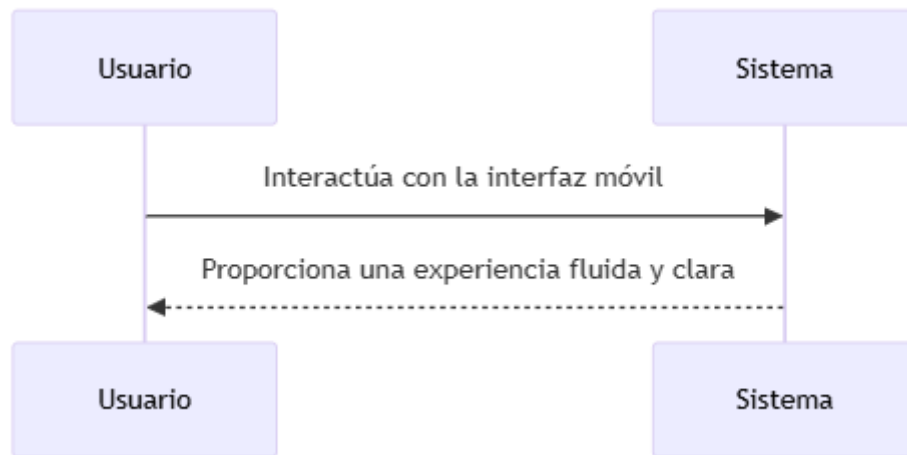 Usuario
Sistema
Interactúa con la interfaz móvil
Proporciona una experiencia fluida y clara
Usuario
Sistema